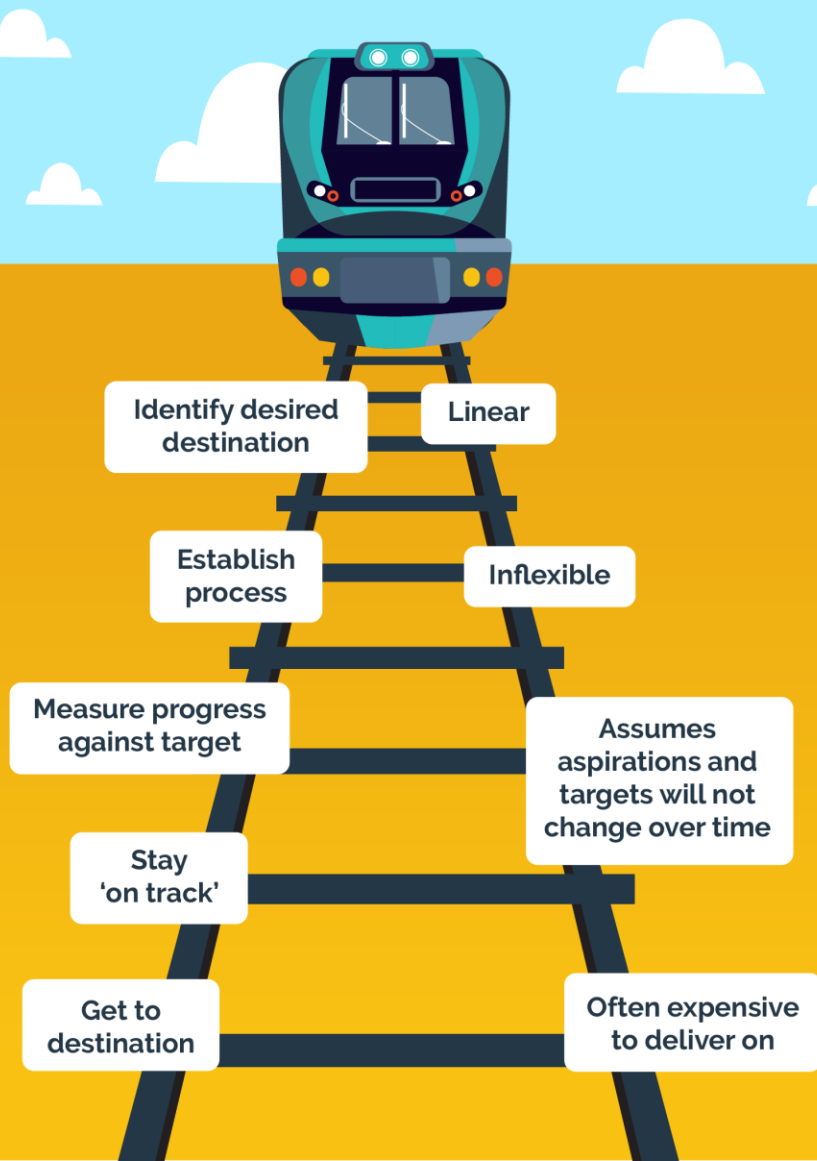 Identify desired
destination
Linear
Establish
process
Inflexible
Measure progress
against target
Assumes
aspirations and
targets will not
change over time
Stay
‘on track’
Get to
destination
Often expensive
to deliver on